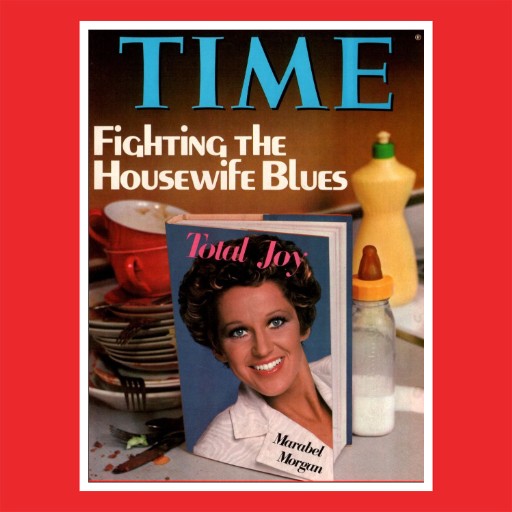 TIME
Fighting the
Housewife Blues
Total Joy
Marabel
Morgan